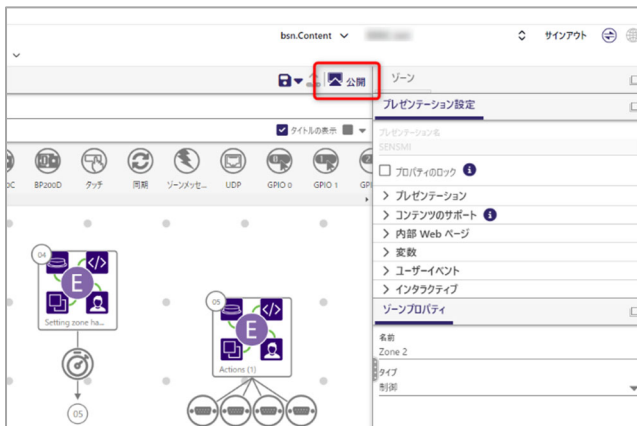 bsn.Content
サインアウト
公開
ゾーン
プレゼンテーション設定
タイトルの表示
プレゼンテーション名
SENSMI
プロパティのロック
BP200D
タッチ
同期
ゾーンメッセ...
UDP
GPIO 0
GPIO 1
プレゼンテーション
コンテンツのサポート
内部 Web ページ
変数
ユーザーイベント
インタラクティブ
ゾーンプロパティ
名前
Zone 2
タイプ
制御
04
E
Setting zone ha...
05
05
E
Actions (1)